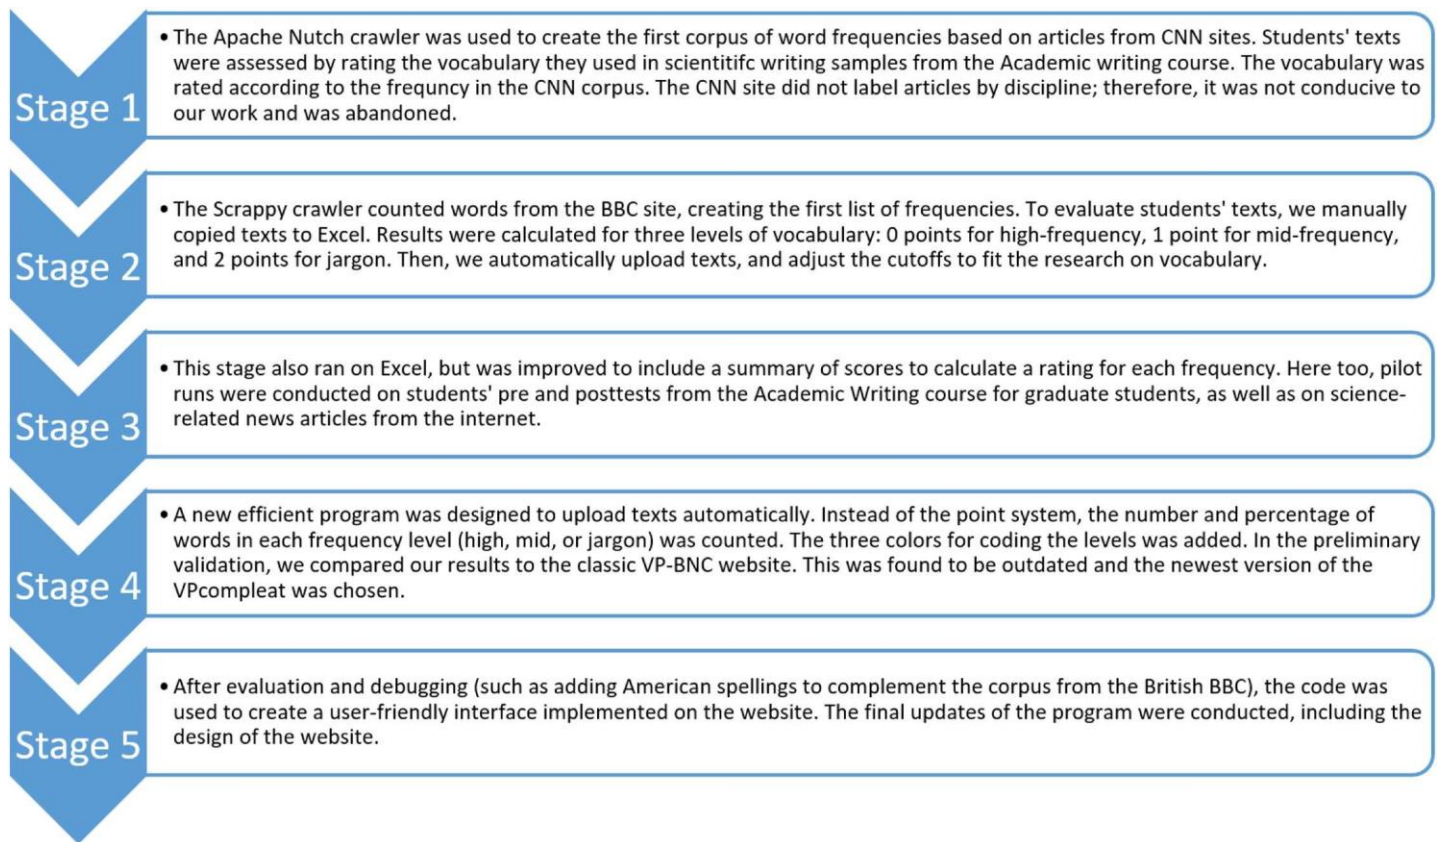 Stage 1
• The Apache Nutch crawler was used to create the first corpus of word frequencies based on articles from CNN sites. Students' texts
were assessed by rating the vocabulary they used in scientitifc writing samples from the Academic writing course. The vocabulary was
rated according to the frequncy in the CNN corpus. The CNN site did not label articles by discipline; therefore, it was not conducive to
our work and was abandoned.
Stage 2
• The Scrappy crawler counted words from the BBC site, creating the first list of frequencies. To evaluate students' texts, we manually
copied texts to Excel. Results were calculated for three levels of vocabulary: 0 points for high-frequency, 1 point for mid-frequency,
and 2 points for jargon. Then, we automatically upload texts, and adjust the cutoffs to fit the research on vocabulary.
Stage 3
• This stage also ran on Excel, but was improved to include a summary of scores to calculate a rating for each frequency. Here too, pilot
runs were conducted on students' pre and posttests from the Academic Writing course for graduate students, as well as on science-
related news articles from the internet.
Stage 4
• A new efficient program was designed to upload texts automatically. Instead of the point system, the number and percentage of
words in each frequency level (high, mid, or jargon) was counted. The three colors for coding the levels was added. In the preliminary
validation, we compared our results to the classic VP-BNC website. This was found to be outdated and the newest version of the
VPcompleat was chosen.
Stage 5
• After evaluation and debugging (such as adding American spellings to complement the corpus from the British BBC), the code was
used to create a user-friendly interface implemented on the website. The final updates of the program were conducted, including the
design of the website.